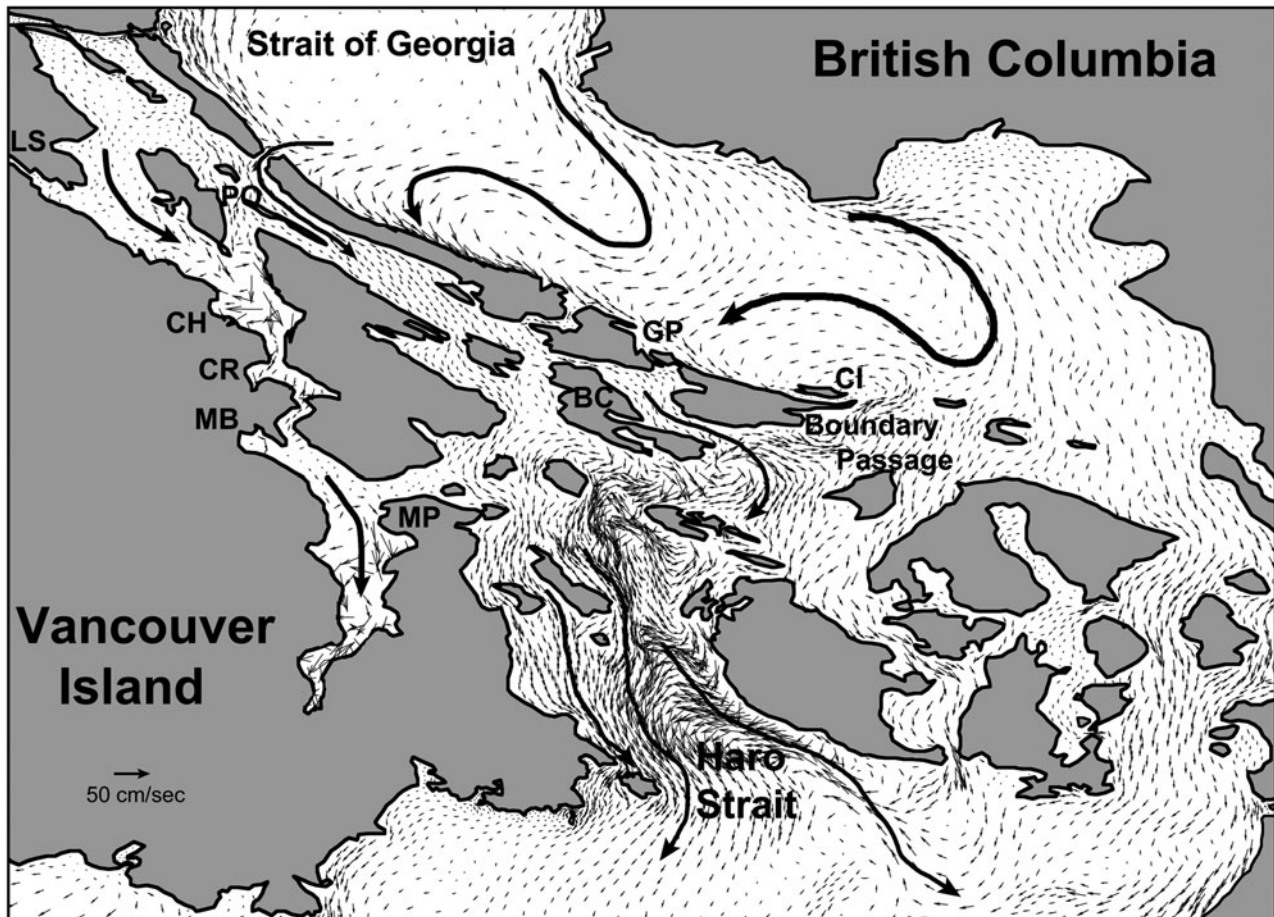 Strait of Georgia
British Columbia
LS
PO
CH
GP
CR
CI
BC
MB
Boundary
Passage
MP
Vancouver
Island
Haro
Strait
50 cm/sec